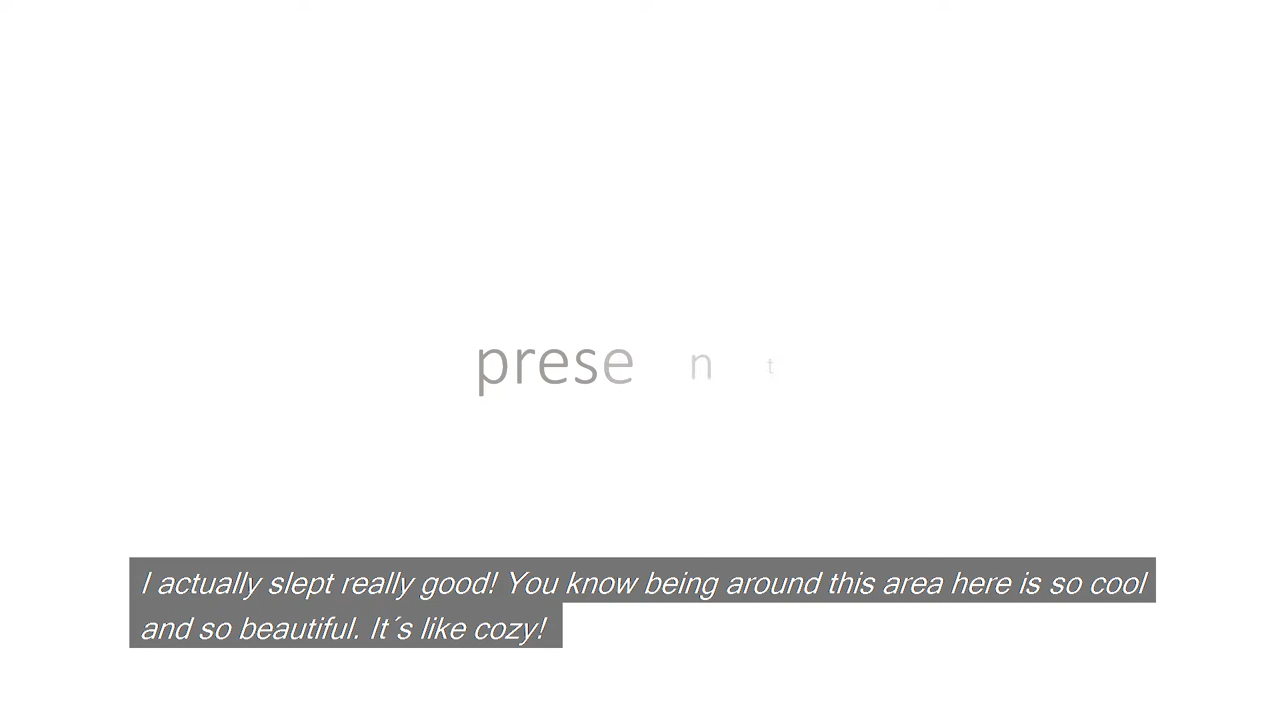 present
I actually slept really good! You know being around this area here is so cool
and so beautiful. It´s like cozy!